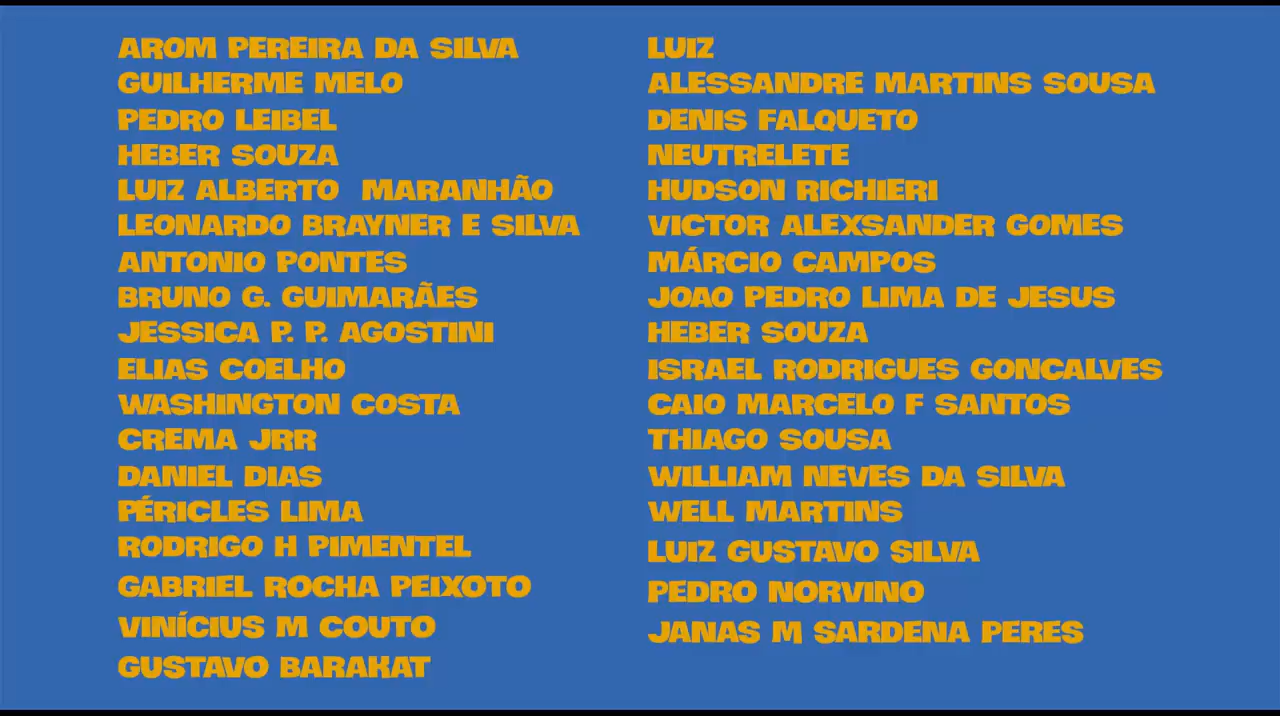 AROM PEREIRA DA SILVA
GUILHERME MELO
PEDRO LEIBEL
HEBER SOUZA
LUIZ ALBERTO  MARANHÃO
LEONARDO BRAYNER E SILVA
ANTONIO PONTES
BRUNO G. GUIMARÃES
JESSICA P. P. AGOSTINI
ELIAS COELHO
WASHINGTON COSTA
CREMA JRR
DANIEL DIAS
PÉRICLES LIMA
RODRIGO H PIMENTEL
GABRIEL ROCHA PEIXOTO
VINÍCIUS M COUTO
GUSTAVO BARAKAT
LUIZ
ALESSANDRE MARTINS SOUSA
DENIS FALQUETO
NEUTRELETE
HUDSON RICHIERI
VICTOR ALEXSANDER GOMES
MÁRCIO CAMPOS
JOAO PEDRO LIMA DE JESUS
HEBER SOUZA
ISRAEL RODRIGUES GONCALVES
CAIO MARCELO F SANTOS
THIAGO SOUSA
WILLIAM NEVES DA SILVA
WELL MARTINS
LUIZ GUSTAVO SILVA
PEDRO NORVINO
JANAS M SARDENA PERES